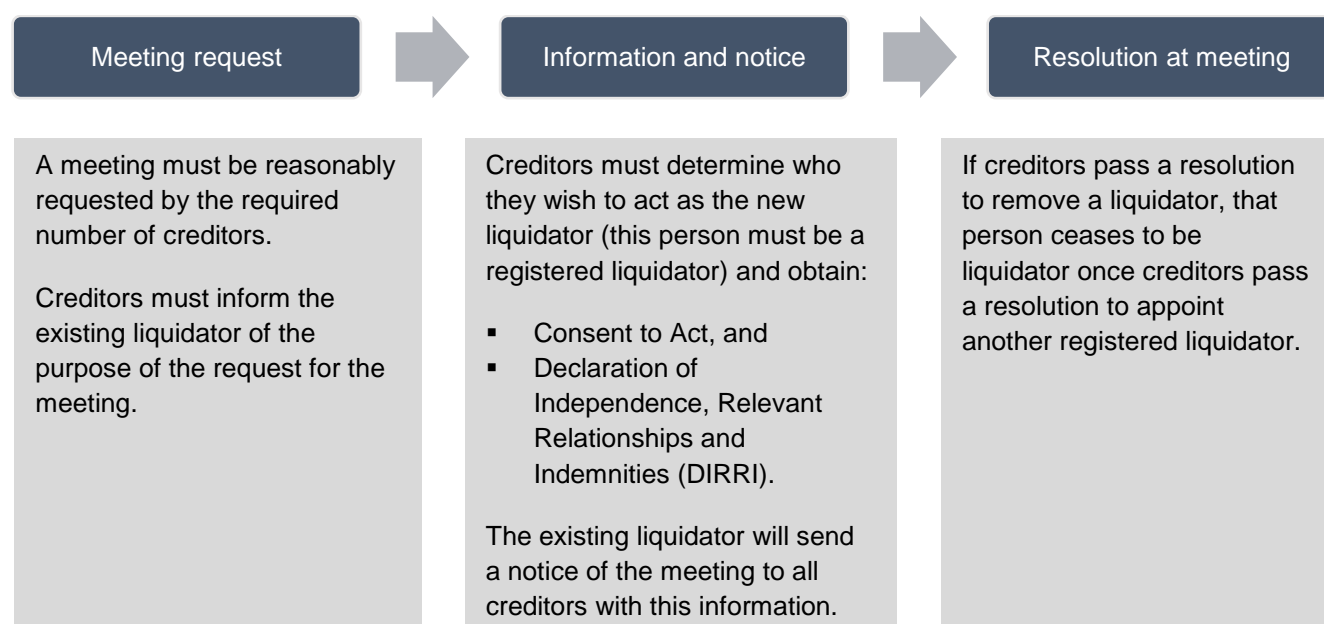 Meeting request
Information and notice
Resolution at meeting
A meeting must be reasonably
requested by the required
number of creditors.
Creditors must inform the
existing liquidator of the
purpose of the request for the
meeting.
Creditors must determine who
they wish to act as the new
liquidator (this person must be a
registered liquidator) and obtain:
▪ Consent to Act, and
▪ Declaration of
Independence, Relevant
Relationships and
Indemnities (DIRRI).
The existing liquidator will send
a notice of the meeting to all
creditors with this information.
If creditors pass a resolution
to remove a liquidator, that
person ceases to be
liquidator once creditors pass
a resolution to appoint
another registered liquidator.